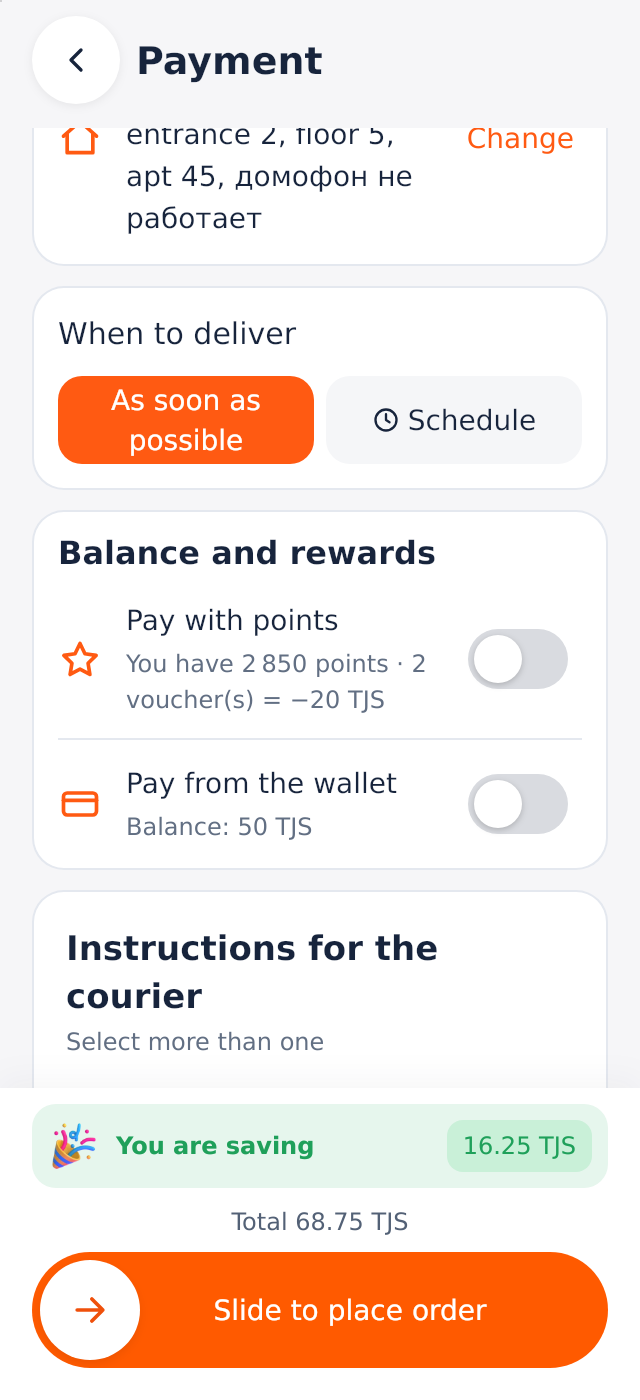 Payment
entrance 2, floor 5,
Change
apt 45, домофон не
работает
When to deliver
As soon as
possible
Schedule
Balance and rewards
Pay with points
You have 2 850 points · 2
voucher(s) = −20 TJS
Pay from the wallet
Balance: 50 TJS
Instructions for the
courier
Select more than one
You are saving
16.25 TJS
Total 68.75 TJS
Slide to place order